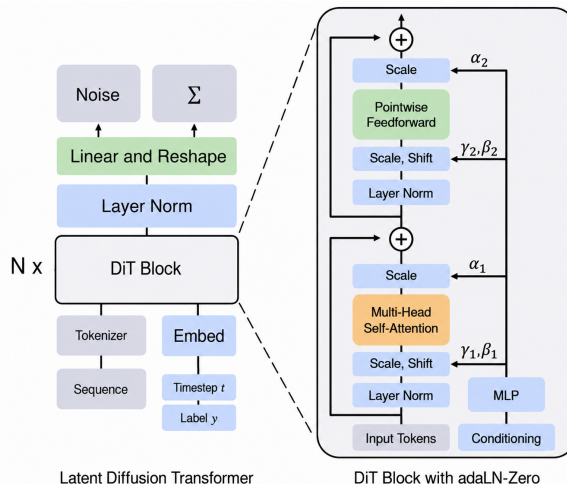 Noise
Σ
Linear and Reshape
Layer Norm
N x
DiT Block
Tokenizer
Embed
Sequence
Timestep t
Label y
Latent Diffusion Transformer
Scale
α₂
Pointwise
Feedforward
Scale, Shift
γ₂,β₂
Layer Norm
Scale
α₁
Multi-Head
Self-Attention
Scale, Shift
γ₁,β₁
Layer Norm
MLP
Input Tokens
Conditioning
DiT Block with adaLN-Zero